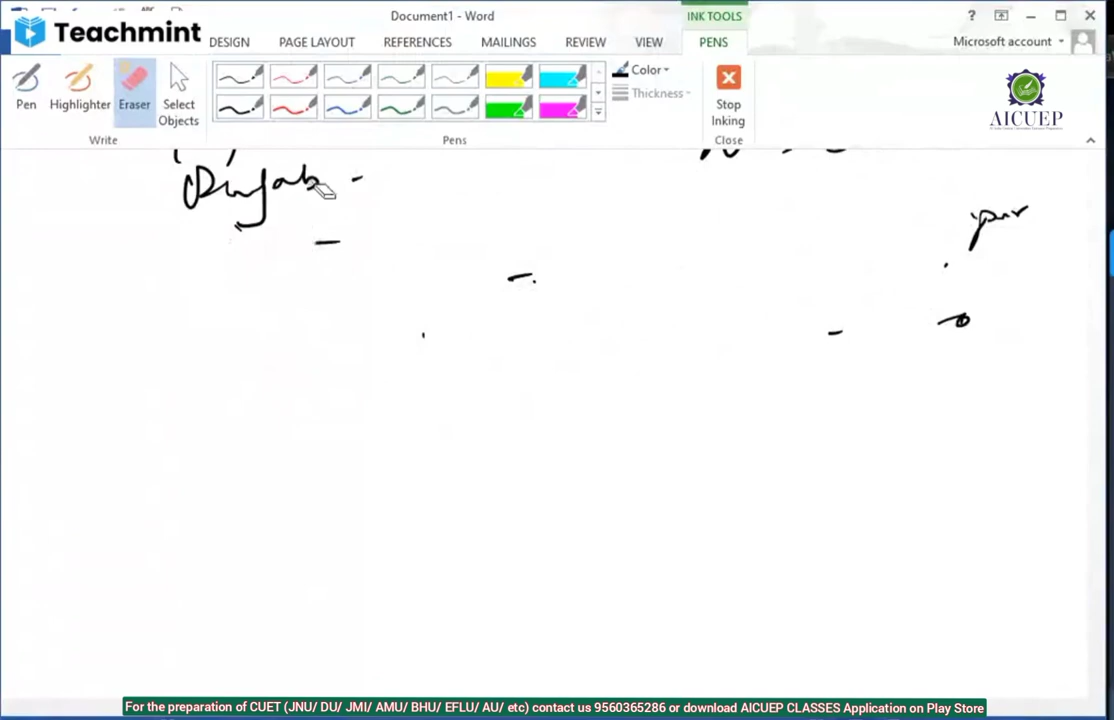 Document1 - Word
INK TOOLS
Teachmint
DESIGN PAGE LAYOUT REFERENCES MAILINGS REVIEW VIEW PENS
Microsoft account
Pen Highlighter Eraser Select Objects
Color
Thickness
Stop Inking
Write Pens Close
AICUEP
Punjab -
For the preparation of CUET (JNU/ DU/ JMI/ AMU/ BHU/ EFLU/ AU/ etc) contact us 9560365286 or download AICUEP CLASSES Application on Play Store